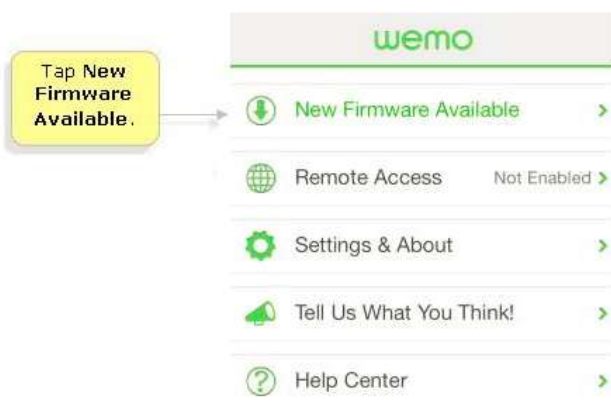 wemo
Tap New
Firmware
Available.
New Firmware Available
Remote Access Not Enabled
Settings & About
Tell Us What You Think!
Help Center